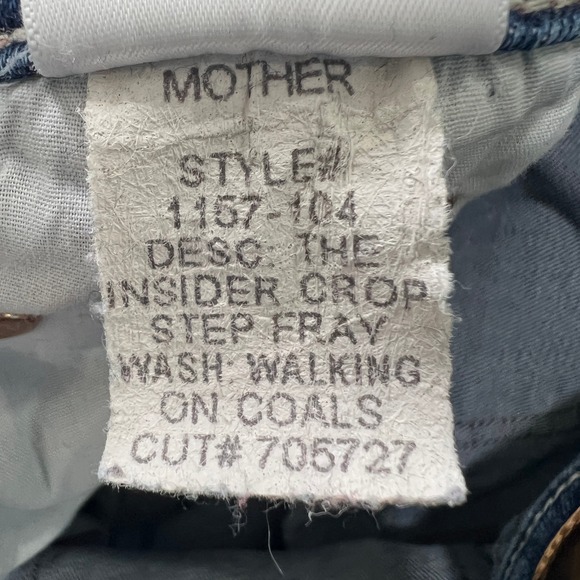 MOTHER
STYLE#
1157-104
DESC: THE
INSIDER CROP
STEP FRAY
WASH: WALKING
ON COALS
CUT# 705727